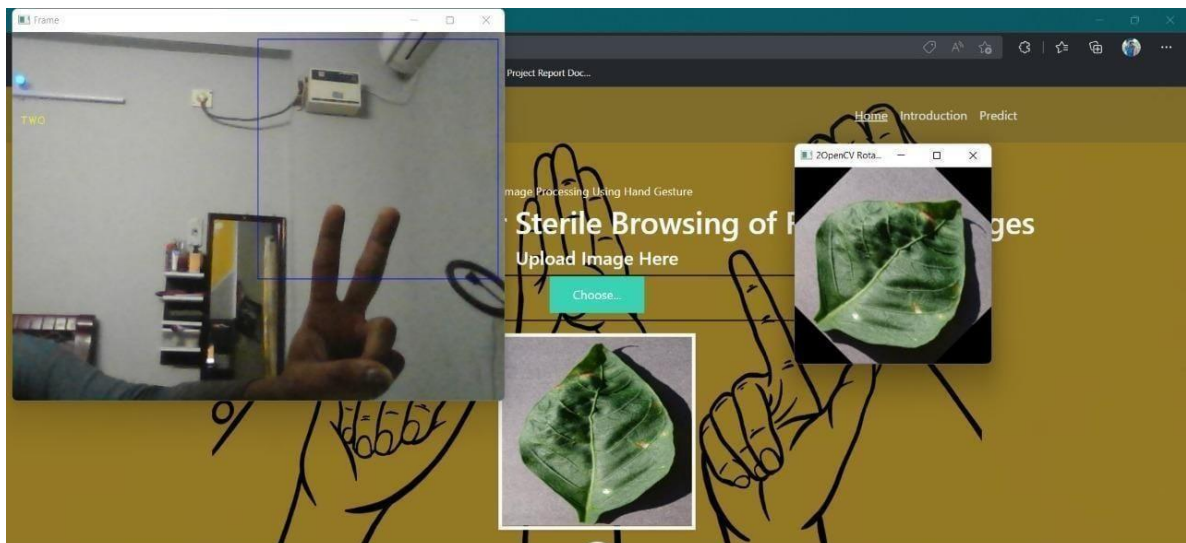 Frame
Project Report Doc...
TWO
Home Introduction Predict
2OpenCV Rota...
mage Processing Using Hand Gesture
Sterile Browsing of
ges
Upload Image Here
Choose...